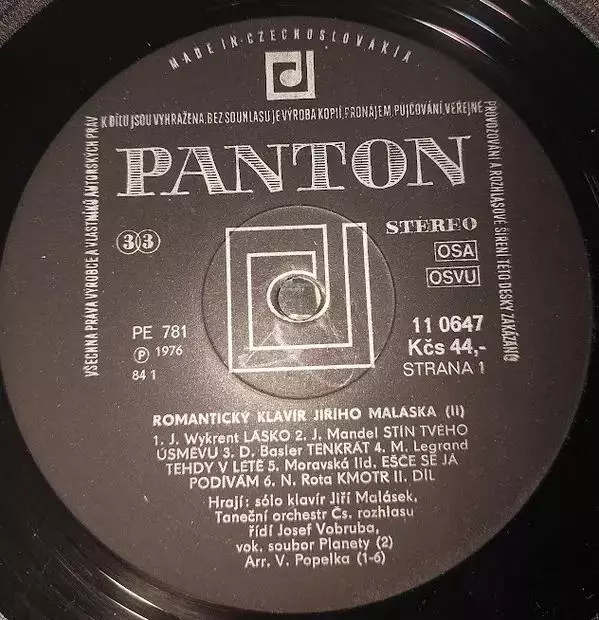 MADE IN CZECHOSLOVAKIA
VŠECHNA PRÁVA VÝROBCE A VLASTNÍKŮ AUTORSKÝCH PRÁV
K DÍLU JSOU VYHRAŽENA. BEZ SOUHLASU JE VÝROBA KOPIÍ, PRONÁJEM, PŮJČOVÁNÍ, VEŘEJNÉ
PROVOZOVÁNÍ A ROZHLASOVÉ ŠÍŘENÍ TÉTO DESKY ZAKÁZÁNO
PANTON
33
STEREO
OSA
OSVU
PE 781
Ⓟ 1976
84 1
11 0647
Kčs 44,-
STRANA 1
ROMANTICKÝ KLAVÍR JIŘÍHO MALÁSKA (II)
1. J. Wykrent LÁSKO 2. J. Mandel STÍN TVÉHO
ÚSMĚVU 3. D. Basler TENKRÁT 4. M. Legrand
TEHDY V LÉTĚ 5. Moravská lid. EŠČE SE JÁ
PODÍVÁM 6. N. Rota KMOTR II. DÍL
Hrají: sólo klavír Jiří Malásek,
Taneční orchestr Čs. rozhlasu
řídí Josef Vobruba,
vok. soubor Planety (2)
Arr. V. Popelka (1-6)